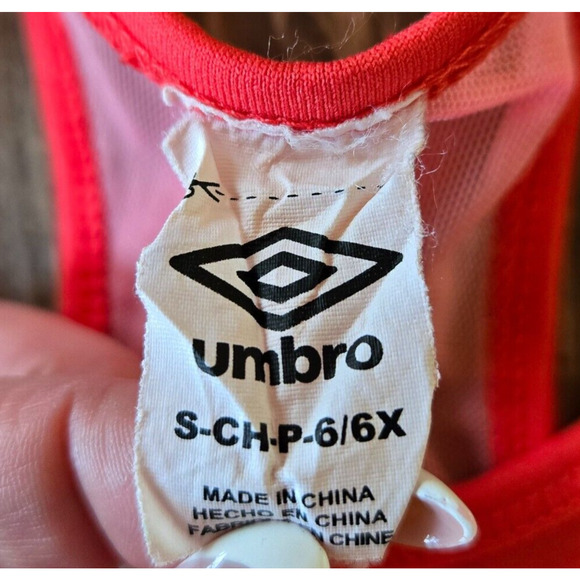 umbro
S-CH-P-6/6X
MADE IN CHINA
HECHO EN CHINA
EN CHINE